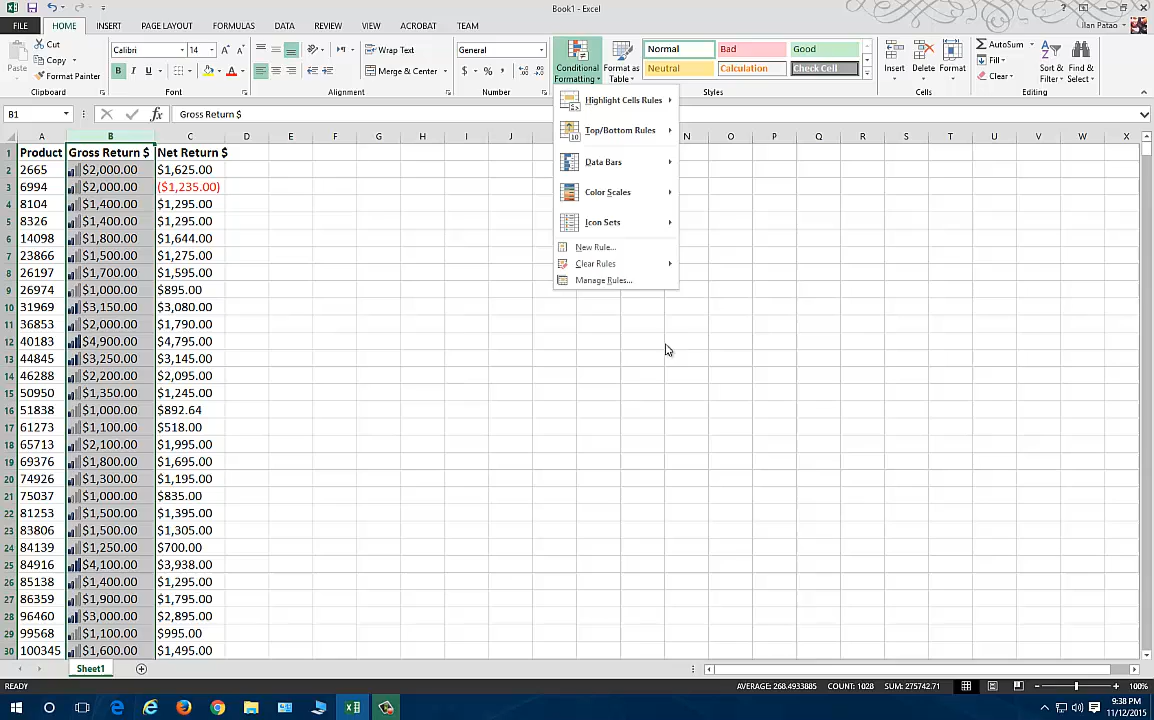 Book1 - Excel
Ilan Patao
FILE HOME INSERT PAGE LAYOUT FORMULAS DATA REVIEW VIEW ACROBAT TEAM
Paste
Cut
Copy
Format Painter
Clipboard
Calibri 14
B I U
Font
Wrap Text
Merge & Center
Alignment
General
$ % ,
Number
Conditional Formatting
Format as Table
Normal Bad Good
Neutral Calculation Check Cell
Styles
Insert Delete Format
Cells
AutoSum
Fill
Clear
Sort & Filter
Find & Select
Editing
B1 fx Gross Return $
Highlight Cells Rules
Top/Bottom Rules
Data Bars
Color Scales
Icon Sets
New Rule...
Clear Rules
Manage Rules...
A B C D E F G H I J N O P Q R S T U V W X
1 Product Gross Return $ Net Return $
2 2665 $2,000.00 $1,625.00
3 6994 $2,000.00 ($1,235.00)
4 8104 $1,400.00 $1,295.00
5 8326 $1,400.00 $1,295.00
6 14098 $1,800.00 $1,644.00
7 23866 $1,500.00 $1,275.00
8 26197 $1,700.00 $1,595.00
9 26974 $1,000.00 $895.00
10 31969 $3,150.00 $3,080.00
11 36853 $2,000.00 $1,790.00
12 40183 $4,900.00 $4,795.00
13 44845 $3,250.00 $3,145.00
14 46288 $2,200.00 $2,095.00
15 50950 $1,350.00 $1,245.00
16 51838 $1,000.00 $892.64
17 61273 $1,100.00 $518.00
18 65713 $2,100.00 $1,995.00
19 69376 $1,800.00 $1,695.00
20 74926 $1,300.00 $1,195.00
21 75037 $1,000.00 $835.00
22 81253 $1,500.00 $1,395.00
23 83806 $1,500.00 $1,305.00
24 84139 $1,250.00 $700.00
25 84916 $4,100.00 $3,938.00
26 85138 $1,400.00 $1,295.00
27 86359 $1,900.00 $1,795.00
28 96460 $3,000.00 $2,895.00
29 99568 $1,100.00 $995.00
30 100345 $1,600.00 $1,495.00
Sheet1
READY AVERAGE: 268.4933885 COUNT: 1028 SUM: 275742.71 100%
9:38 PM
11/12/2015